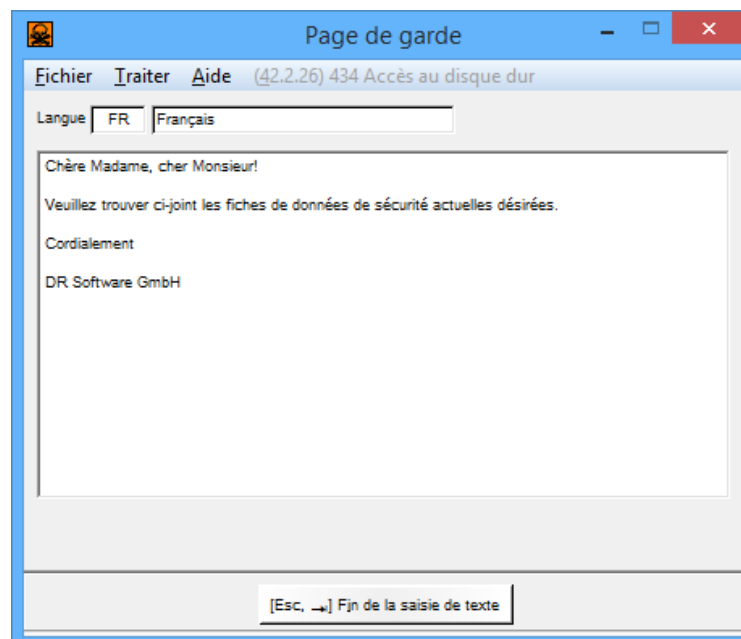 Page de garde
Fichier Traiter Aide (42.2.26) 434 Accès au disque dur
Langue FR Français
Chère Madame, cher Monsieur!
Veuillez trouver ci-joint les fiches de données de sécurité actuelles désirées.
Cordialement
DR Software GmbH
[Esc, →] Fin de la saisie de texte